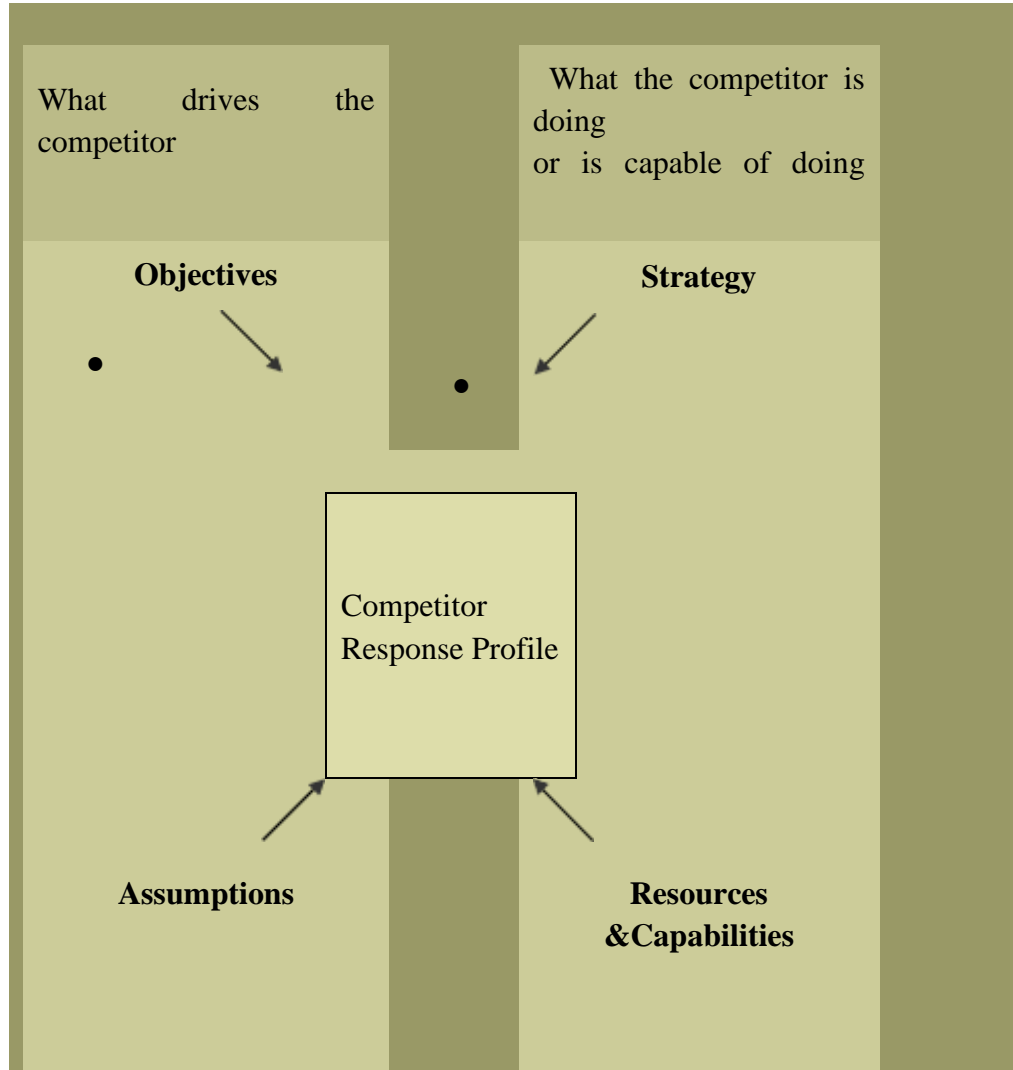 What drives the
competitor
What the competitor is
doing
or is capable of doing
Objectives
Strategy
•
•
Competitor
Response Profile
Assumptions
Resources
&Capabilities